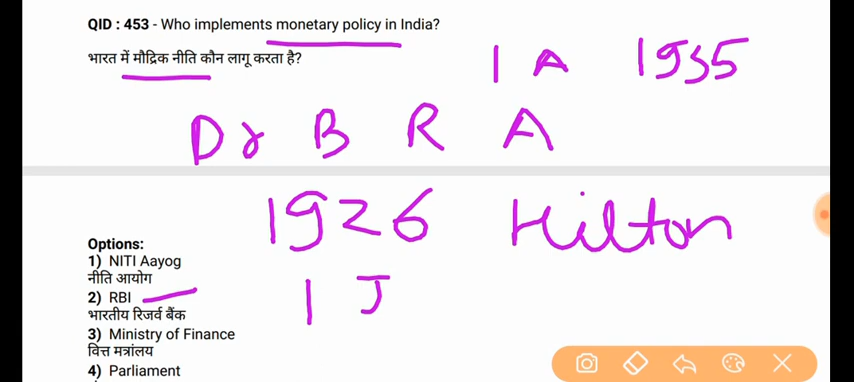 QID : 453 - Who implements monetary policy in India?
भारत में मौद्रिक नीति कौन लागू करता है?
1 A 1935
Dr B R A
1926 Hilton
1 J
Options:
1) NITI Aayog
नीति आयोग
2) RBI
भारतीय रिजर्व बैंक
3) Ministry of Finance
वित्त मंत्रालय
4) Parliament